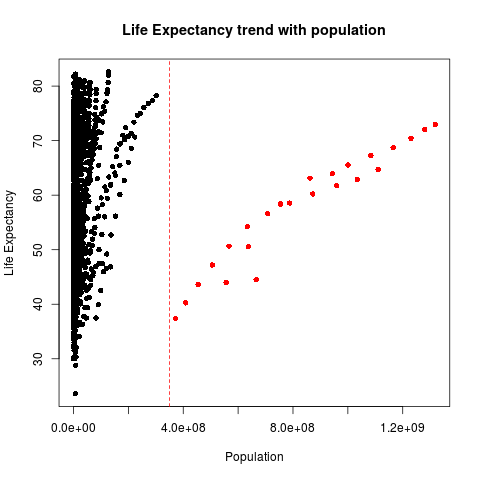 Life Expectancy trend with population
80
70
60
50
40
30
Life Expectancy
0.0e+00
4.0e+08
8.0e+08
1.2e+09
Population